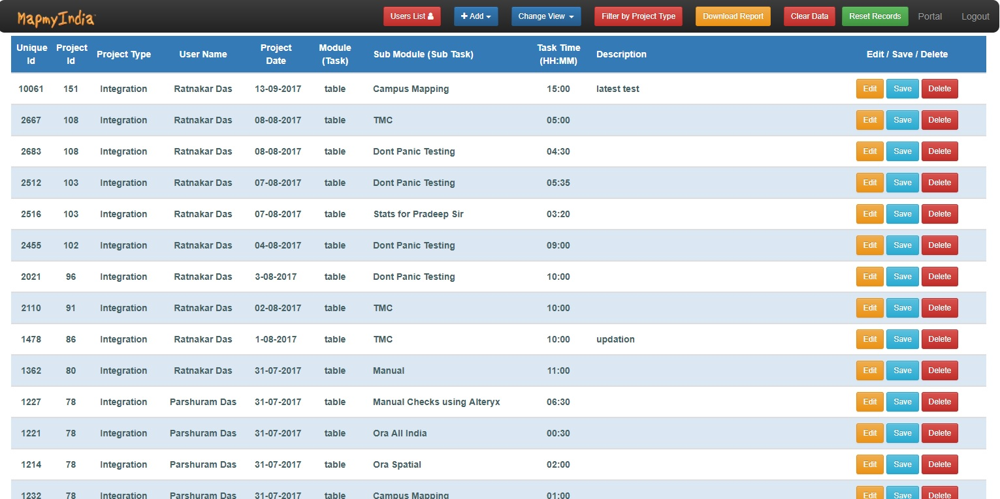 MapmyIndia
Users List Add Change View Filter by Project Type Download Report Clear Data Reset Records Portal Logout
Unique Id Project Id Project Type User Name Project Date Module (Task) Sub Module (Sub Task) Task Time (HH:MM) Description Edit / Save / Delete
10061 151 Integration Ratnakar Das 13-09-2017 table Campus Mapping 15:00 latest test Edit Save Delete
2667 108 Integration Ratnakar Das 08-08-2017 table TMC 05:00 Edit Save Delete
2683 108 Integration Ratnakar Das 08-08-2017 table Dont Panic Testing 04:30 Edit Save Delete
2512 103 Integration Ratnakar Das 07-08-2017 table Dont Panic Testing 05:35 Edit Save Delete
2516 103 Integration Ratnakar Das 07-08-2017 table Stats for Pradeep Sir 03:20 Edit Save Delete
2455 102 Integration Ratnakar Das 04-08-2017 table Dont Panic Testing 09:00 Edit Save Delete
2021 96 Integration Ratnakar Das 3-08-2017 table Dont Panic Testing 10:00 Edit Save Delete
2110 91 Integration Ratnakar Das 02-08-2017 table TMC 10:00 Edit Save Delete
1478 86 Integration Ratnakar Das 1-08-2017 table TMC 10:00 updation Edit Save Delete
1362 80 Integration Ratnakar Das 31-07-2017 table Manual 11:00 Edit Save Delete
1227 78 Integration Parshuram Das 31-07-2017 table Manual Checks using Alteryx 06:30 Edit Save Delete
1221 78 Integration Parshuram Das 31-07-2017 table Ora All India 00:30 Edit Save Delete
1214 78 Integration Parshuram Das 31-07-2017 table Ora Spatial 02:00 Edit Save Delete
1232 78 Integration Parshuram Das 31-07-2017 table Campus Mapping 01:00 Edit Save Delete